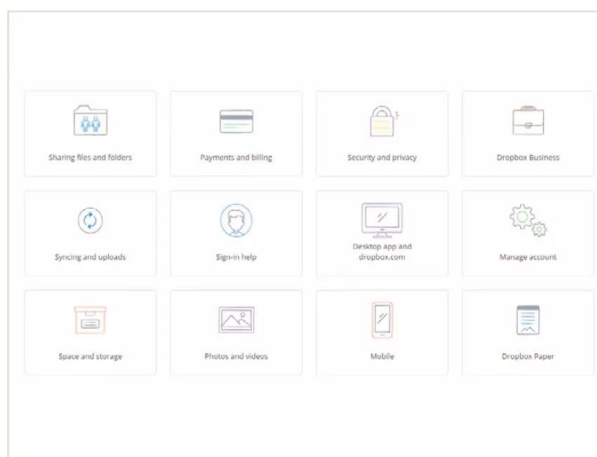 Sharing files and folders
Payments and billing
Security and privacy
Dropbox Business
Syncing and uploads
Sign-in help
Desktop app and
dropbox.com
Manage account
Space and storage
Photos and videos
Mobile
Dropbox Paper